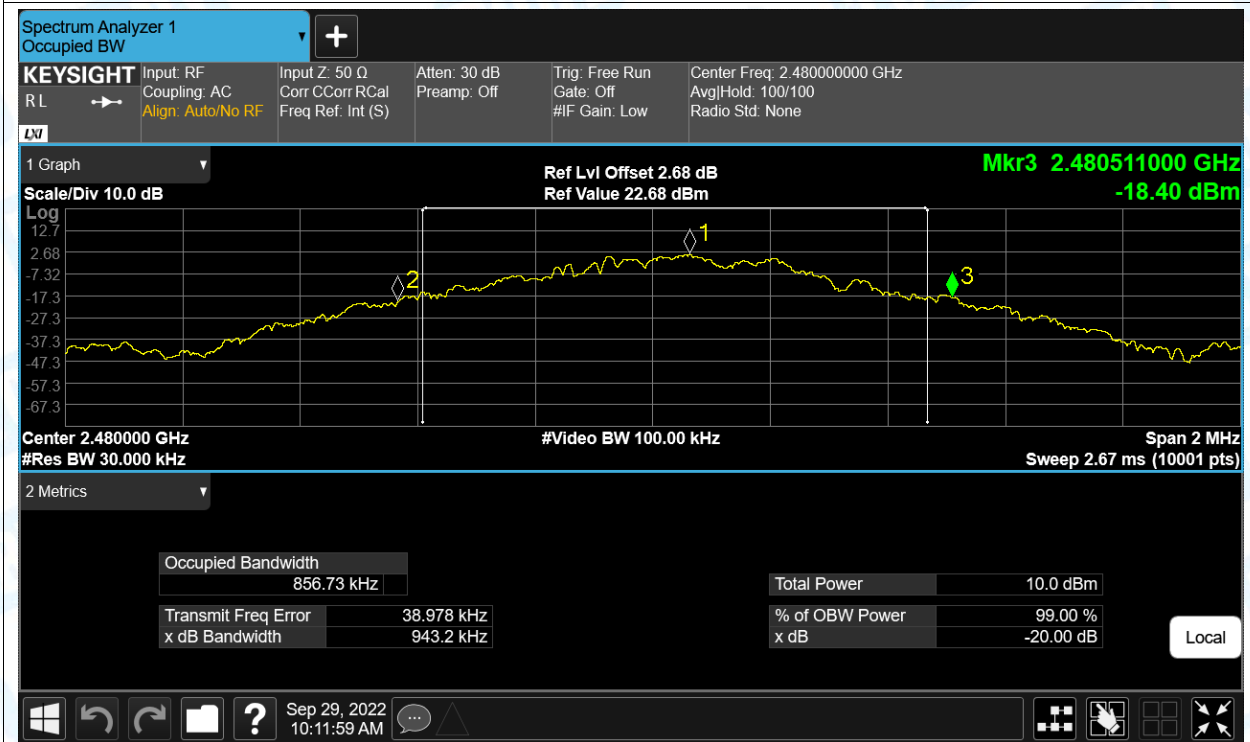 Spectrum Analyzer 1
Occupied BW
KEYSIGHT
R L
LXI
Input: RF
Coupling: AC
Align: Auto/No RF
Input Z: 50 Ω
Corr CCorr RCal
Freq Ref: Int (S)
Atten: 30 dB
Preamp: Off
Trig: Free Run
Gate: Off
#IF Gain: Low
Center Freq: 2.480000000 GHz
Avg|Hold: 100/100
Radio Std: None
1 Graph
Scale/Div 10.0 dB
Ref Lvl Offset 2.68 dB
Ref Value 22.68 dBm
Mkr3 2.480511000 GHz
-18.40 dBm
Log
12.7
2.68
-7.32
-17.3
-27.3
-37.3
-47.3
-57.3
-67.3
1
2
3
Center 2.480000 GHz
#Video BW 100.00 kHz
Span 2 MHz
#Res BW 30.000 kHz
Sweep 2.67 ms (10001 pts)
2 Metrics
Occupied Bandwidth
856.73 kHz
Total Power 10.0 dBm
Transmit Freq Error 38.978 kHz
% of OBW Power 99.00 %
x dB Bandwidth 943.2 kHz
x dB -20.00 dB
Local
?
Sep 29, 2022
10:11:59 AM